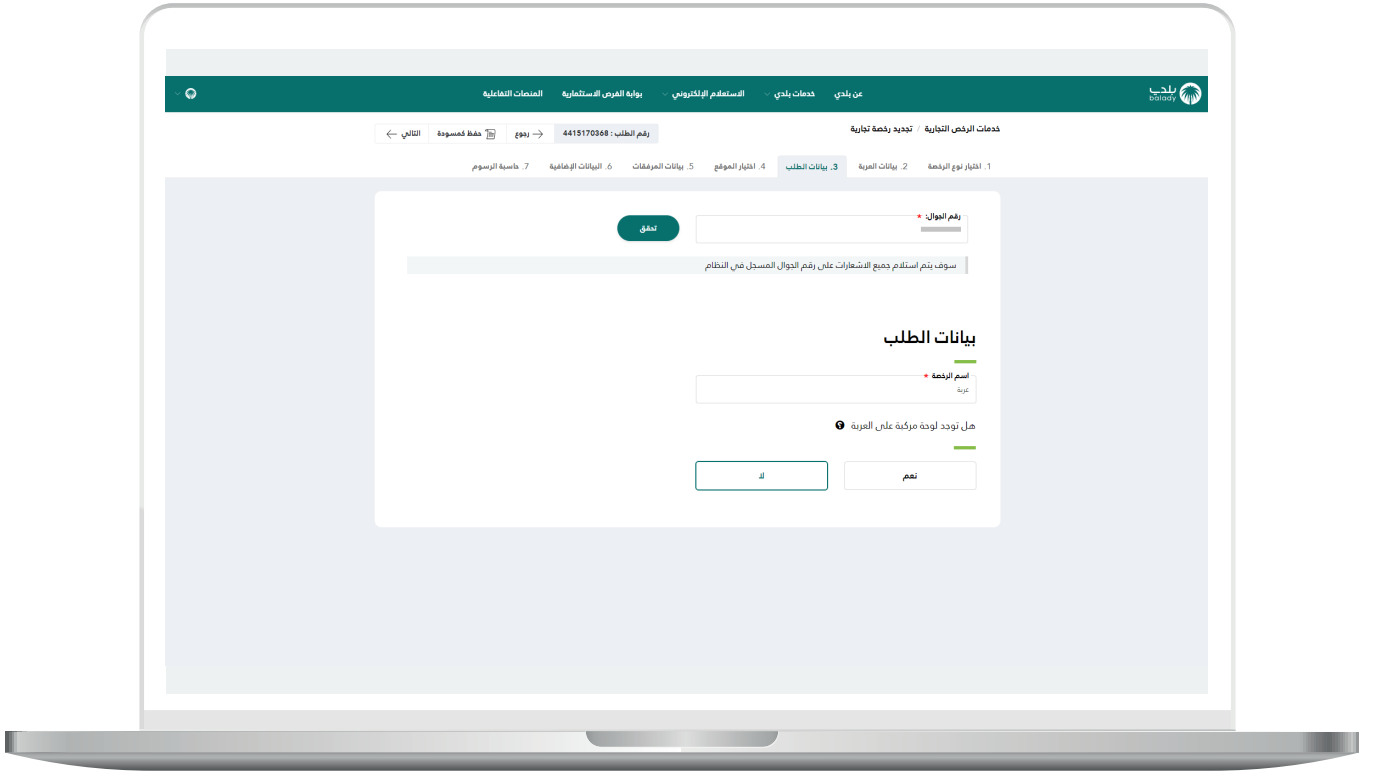 بلدي
balady
عن بلدي
خدمات بلدي
الاستعلام الإلكتروني
بوابة الفرص الاستثمارية
المنصات التفاعلية
خدمات الرخص التجارية / تجديد رخصة تجارية
رقم الطلب : 4415170368
رجوع
حفظ كمسودة
التالي
1. اختيار نوع الرخصة
2. بيانات العربة
3. بيانات الطلب
4. اختيار الموقع
5. بيانات المرفقات
6. البيانات الإضافية
7. حاسبة الرسوم
رقم الجوال: *
تحقق
سوف يتم استلام جميع الاشعارات على رقم الجوال المسجل في النظام
بيانات الطلب
اسم الرخصة *
عربة
هل توجد لوحة مركبة على العربة ?
نعم
لا